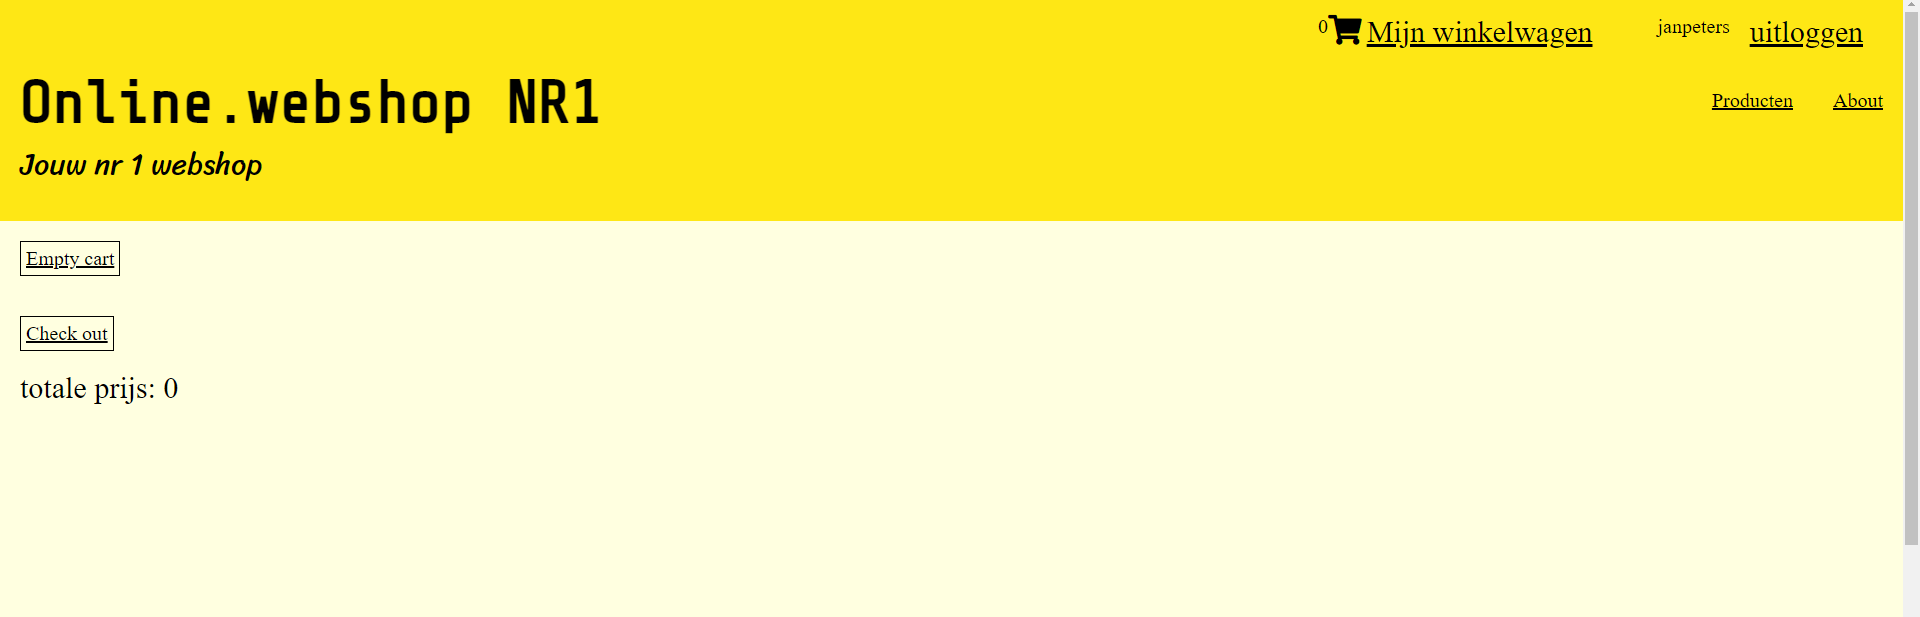 0 Mijn winkelwagen janpeters uitloggen
Online.webshop NR1
Producten About
Jouw nr 1 webshop
Empty cart
Check out
totale prijs: 0